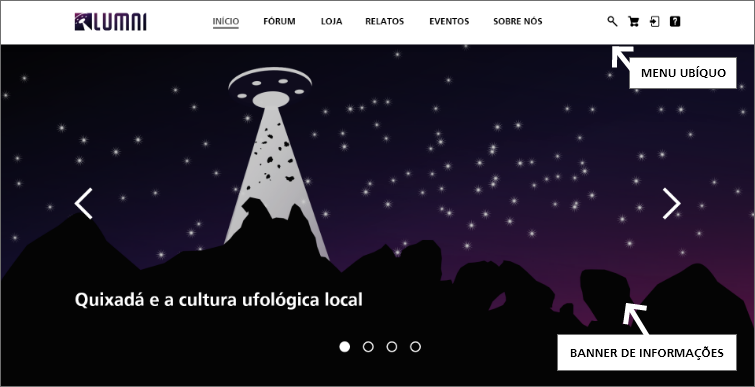 LUMNI
INÍCIO FÓRUM LOJA RELATOS EVENTOS SOBRE NÓS ?
MENU UBÍQUO
Quixadá e a cultura ufológica local
BANNER DE INFORMAÇÕES